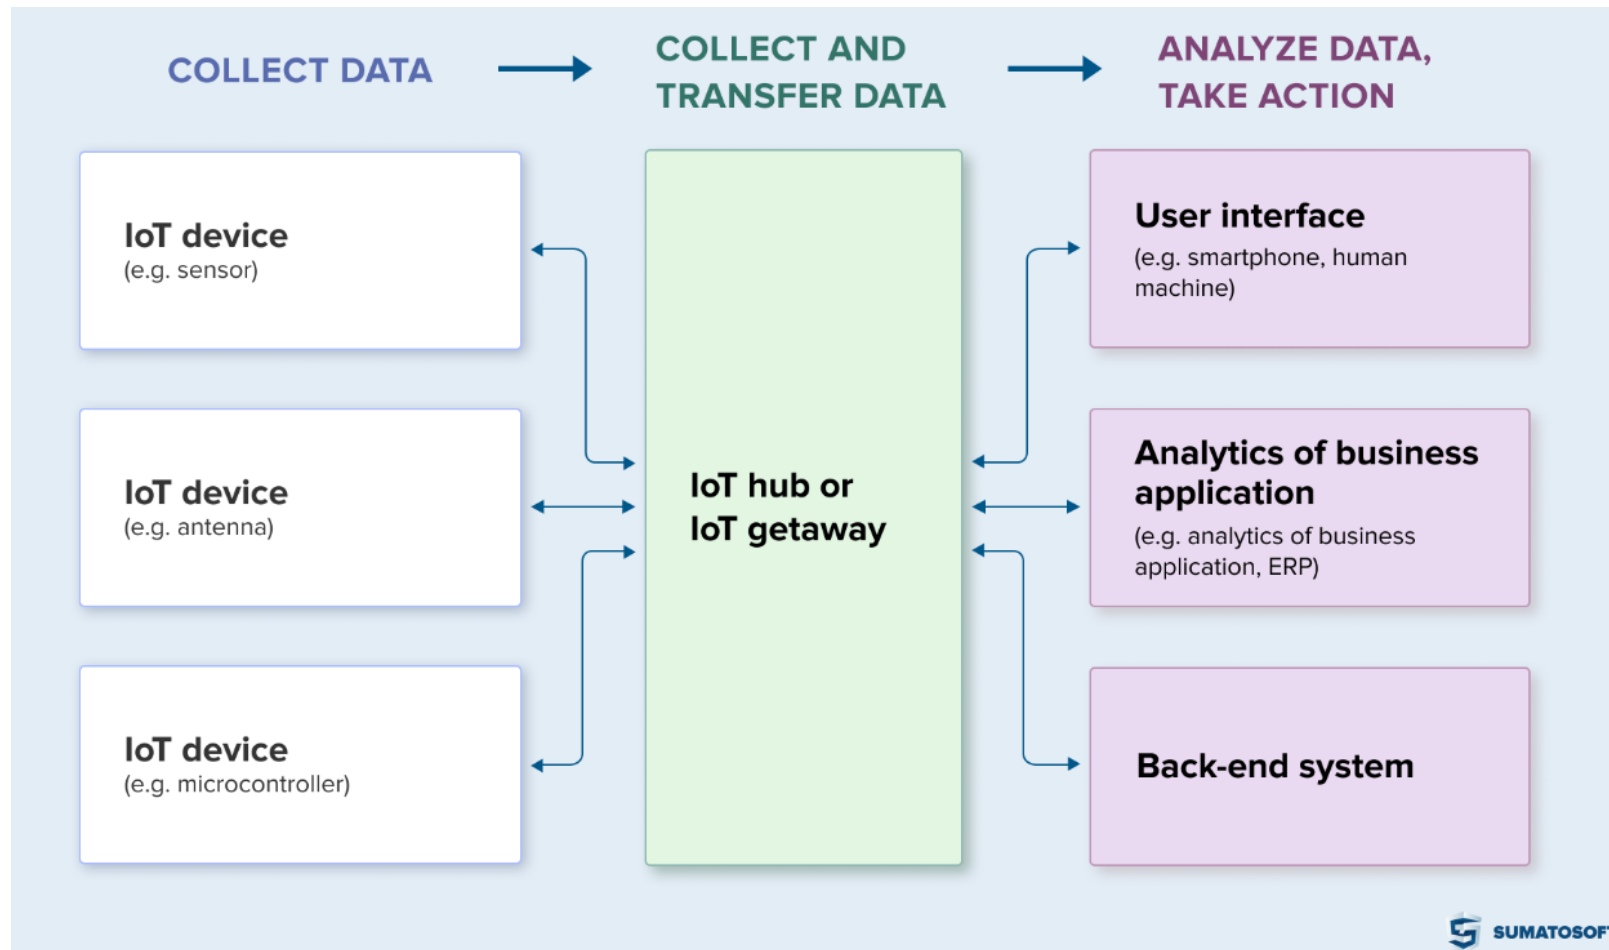 COLLECT DATA
COLLECT AND
TRANSFER DATA
ANALYZE DATA,
TAKE ACTION
IoT device
(e.g. sensor)
IoT device
(e.g. antenna)
IoT device
(e.g. microcontroller)
IoT hub or
IoT getaway
User interface
(e.g. smartphone, human
machine)
Analytics of business
application
(e.g. analytics of business
application, ERP)
Back-end system
SUMATOSOFT